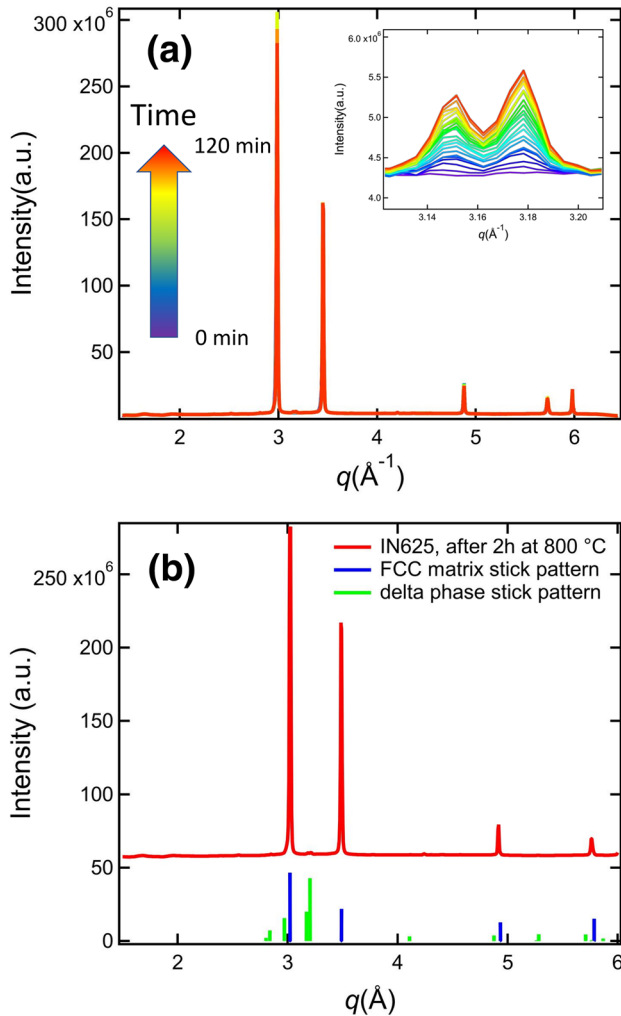 (a)
Time
120 min
0 min
300 x10⁶
250
200
150
100
50
Intensity(a.u.)
2 3 4 5 6
q(Å⁻¹)
6.0 x10⁶
5.5
5.0
4.5
4.0
Intensity(a.u.)
3.14 3.16 3.18 3.20
q(Å⁻¹)
(b)
IN625, after 2h at 800 °C
FCC matrix stick pattern
delta phase stick pattern
250 x10⁶
200
150
100
50
0
Intensity (a.u.)
2 3 4 5 6
q(Å)